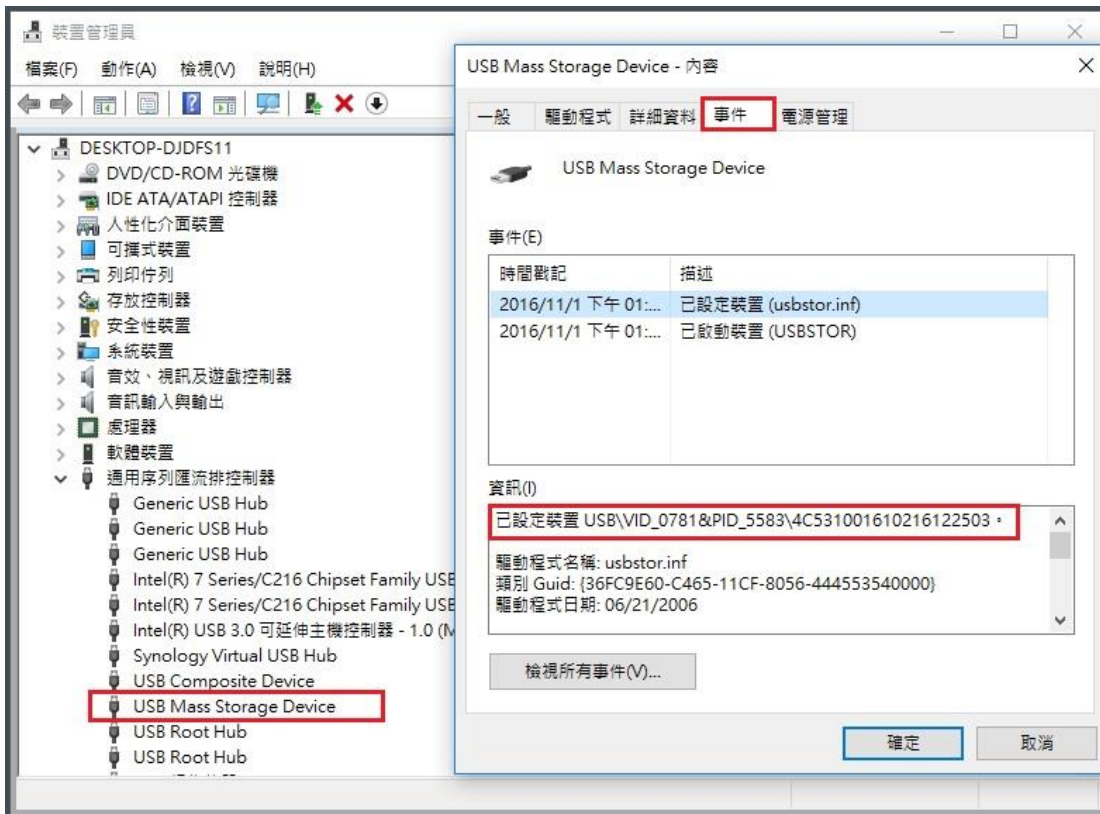 裝置管理員
檔案(F) 動作(A) 檢視(V) 說明(H)
DESKTOP-DJDFS11
DVD/CD-ROM 光碟機
IDE ATA/ATAPI 控制器
人性化介面裝置
可攜式裝置
列印佇列
存放控制器
安全性裝置
系統裝置
音效、視訊及遊戲控制器
音訊輸入與輸出
處理器
軟體裝置
通用序列匯流排控制器
Generic USB Hub
Generic USB Hub
Generic USB Hub
Intel(R) 7 Series/C216 Chipset Family USB
Intel(R) 7 Series/C216 Chipset Family USB
Intel(R) USB 3.0 可延伸主機控制器 - 1.0 (M
Synology Virtual USB Hub
USB Composite Device
USB Mass Storage Device
USB Root Hub
USB Root Hub
USB Mass Storage Device - 內容
一般 驅動程式 詳細資料 事件 電源管理
USB Mass Storage Device
事件(E)
時間戳記 描述
2016/11/1 下午 01:... 已設定裝置 (usbstor.inf)
2016/11/1 下午 01:... 已啟動裝置 (USBSTOR)
資訊(I)
已設定裝置 USB\VID_0781&PID_5583\4C531001610216122503。
驅動程式名稱: usbstor.inf
類別 Guid: {36FC9E60-C465-11CF-8056-444553540000}
驅動程式日期: 06/21/2006
檢視所有事件(V)...
確定 取消